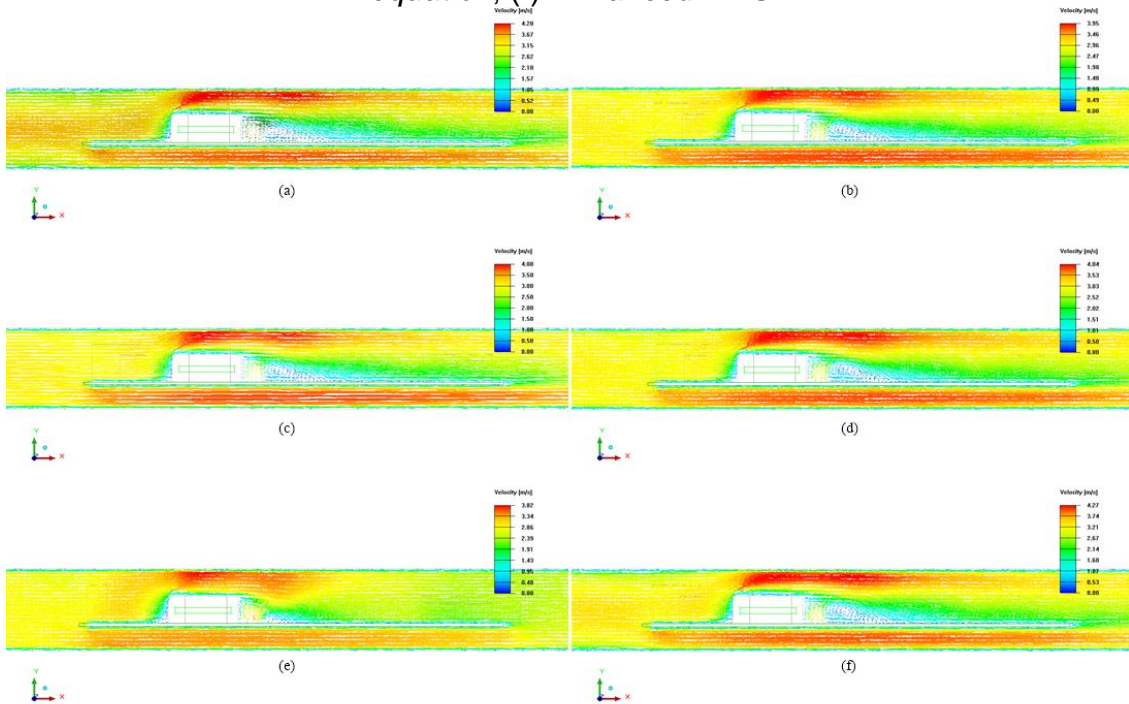 equation,
Velocity [m/s]
4.20
3.67
3.15
2.62
2.10
1.57
1.05
0.52
0.00
(a)
Y
X
Velocity [m/s]
3.95
3.46
2.96
2.47
1.98
1.48
0.99
0.49
0.00
(b)
Y
X
Velocity [m/s]
4.00
3.50
3.00
2.50
2.00
1.50
1.00
0.50
0.00
(c)
Y
X
Velocity [m/s]
4.04
3.53
3.03
2.52
2.02
1.51
1.01
0.50
0.00
(d)
Y
X
Velocity [m/s]
3.82
3.34
2.86
2.39
1.91
1.43
0.95
0.48
0.00
(e)
Y
X
Velocity [m/s]
4.27
3.74
3.21
2.67
2.14
1.60
1.07
0.53
0.00
(f)
Y
X